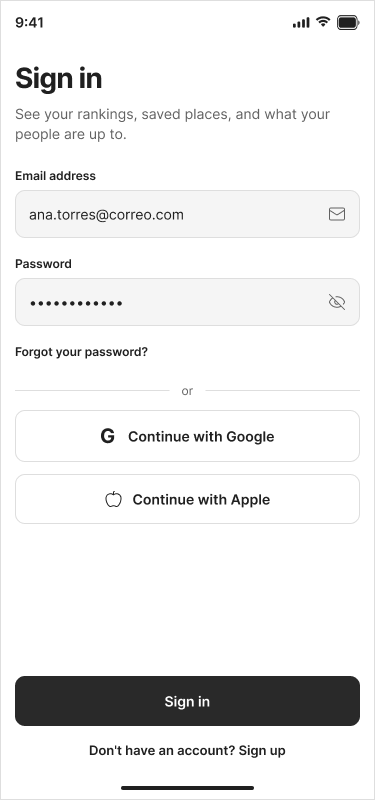 9:41
Sign in
See your rankings, saved places, and what your
people are up to.
Email address
ana.torres@correo.com
Password
••••••••••••
Forgot your password?
or
G Continue with Google
Continue with Apple
Sign in
Don't have an account? Sign up